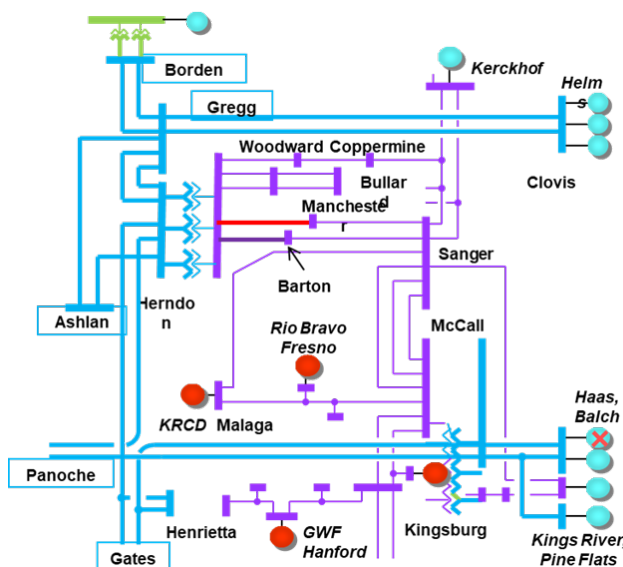 Borden
Kerckhof
Helm
s
Gregg
Woodward Coppermine
Clovis
Bullar
d
Mancheste
r
Sanger
Barton
Herndo
n
Ashlan
McCall
Rio Bravo
Fresno
Haas,
Balch
KRCD Malaga
Panoche
Henrietta
GWF
Hanford
Kingsburg
Kings River,
Pine Flats
Gates